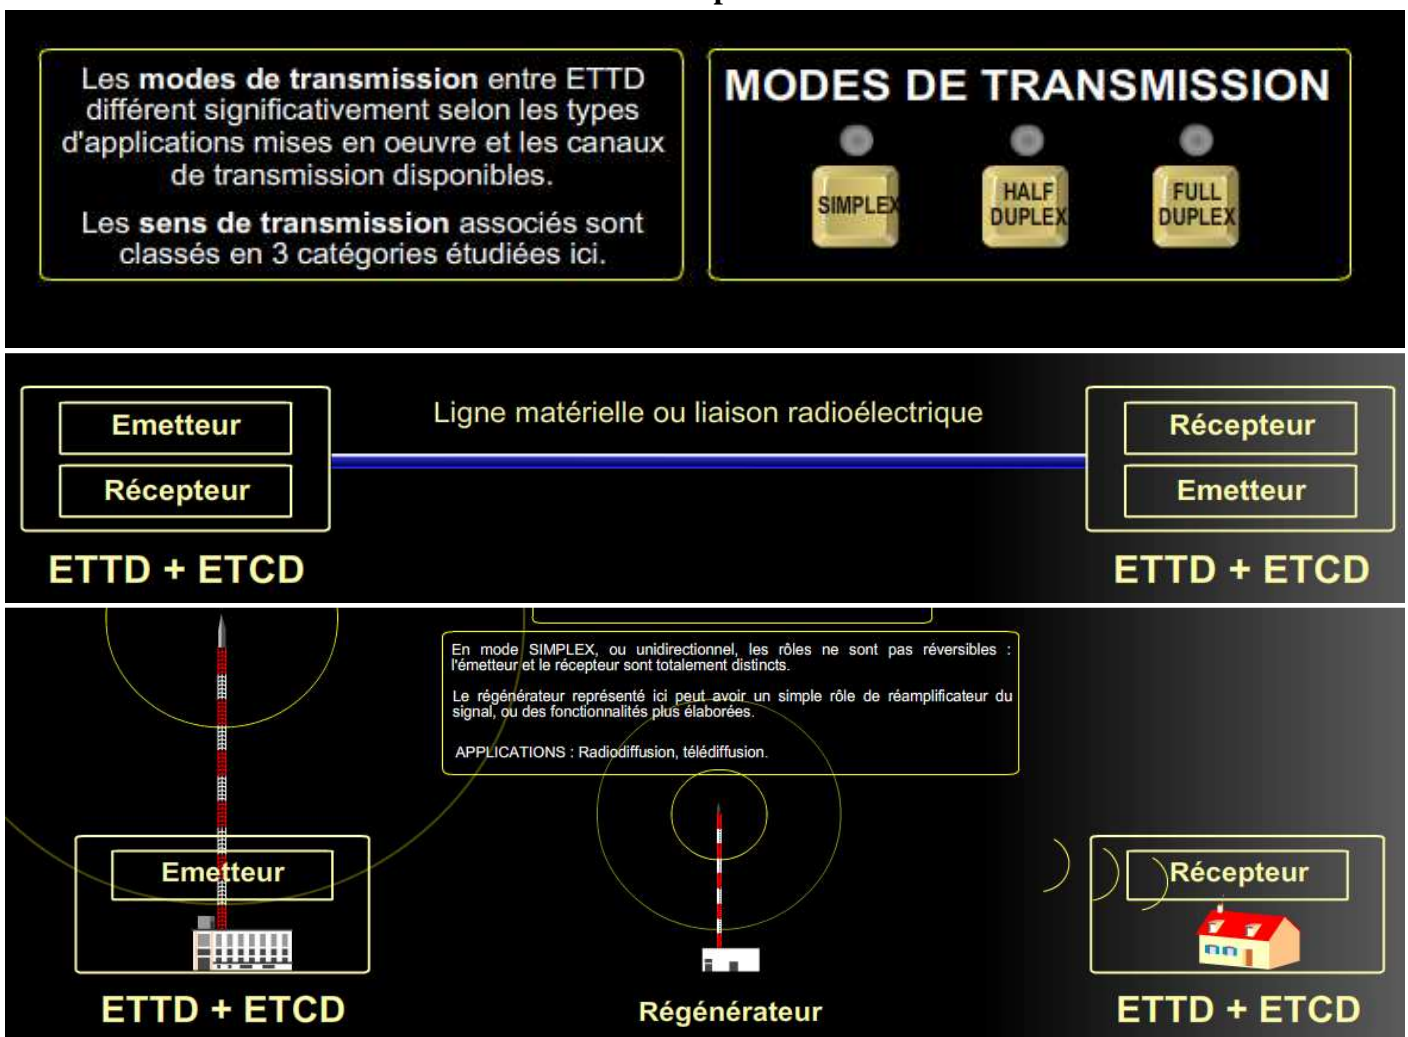 Les modes de transmission entre ETTD
différent significativement selon les types
d'applications mises en oeuvre et les canaux
de transmission disponibles.
Les sens de transmission associés sont
classés en 3 catégories étudiées ici.
MODES DE TRANSMISSION
SIMPLEX
HALF
DUPLEX
FULL
DUPLEX
Emetteur
Récepteur
ETTD + ETCD
Ligne matérielle ou liaison radioélectrique
Récepteur
Emetteur
ETTD + ETCD
En mode SIMPLEX, ou unidirectionnel, les rôles ne sont pas réversibles :
l'émetteur et le récepteur sont totalement distincts.
Le régénérateur représenté ici peut avoir un simple rôle de réamplificateur du
signal, ou des fonctionnalités plus élaborées.
APPLICATIONS : Radiodiffusion, télédiffusion.
Emetteur
ETTD + ETCD
Régénérateur
Récepteur
ETTD + ETCD